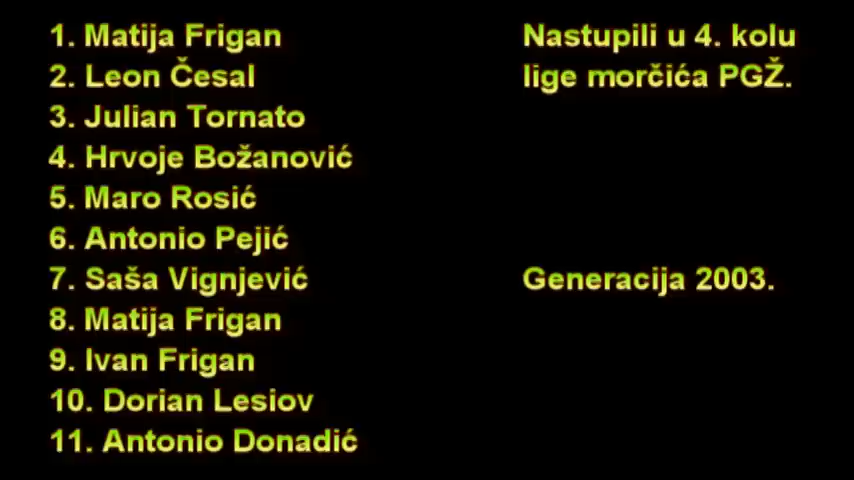 1. Matija Frigan
2. Leon Česal
3. Julian Tornato
4. Hrvoje Božanović
5. Maro Rosić
6. Antonio Pejić
7. Saša Vignjević
8. Matija Frigan
9. Ivan Frigan
10. Dorian Lesiov
11. Antonio Donadić
Nastupili u 4. kolu
lige morčića PGŽ.
Generacija 2003.